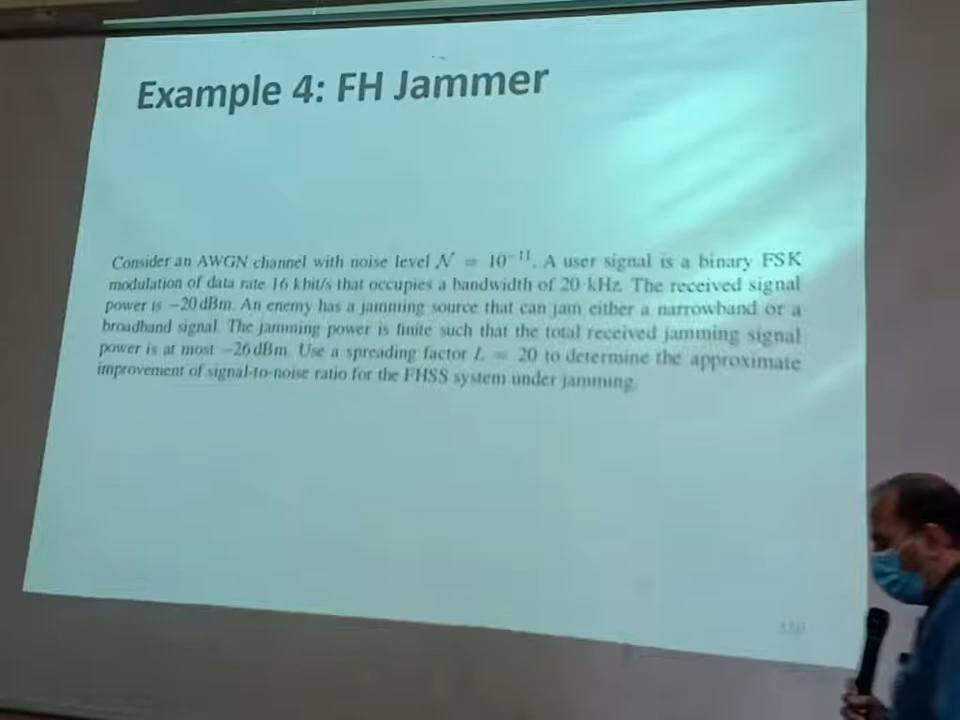 Example 4: FH Jammer
Consider an AWGN channel with noise level N = 10⁻¹¹. A user signal is a binary FSK
modulation of data rate 16 kbit/s that occupies a bandwidth of 20 kHz. The received signal
power is −20 dBm. An enemy has a jamming source that can jam either a narrowband or a
broadband signal. The jamming power is finite such that the total received jamming signal
power is at most −26 dBm. Use a spreading factor L = 20 to determine the approximate
improvement of signal-to-noise ratio for the FHSS system under jamming.